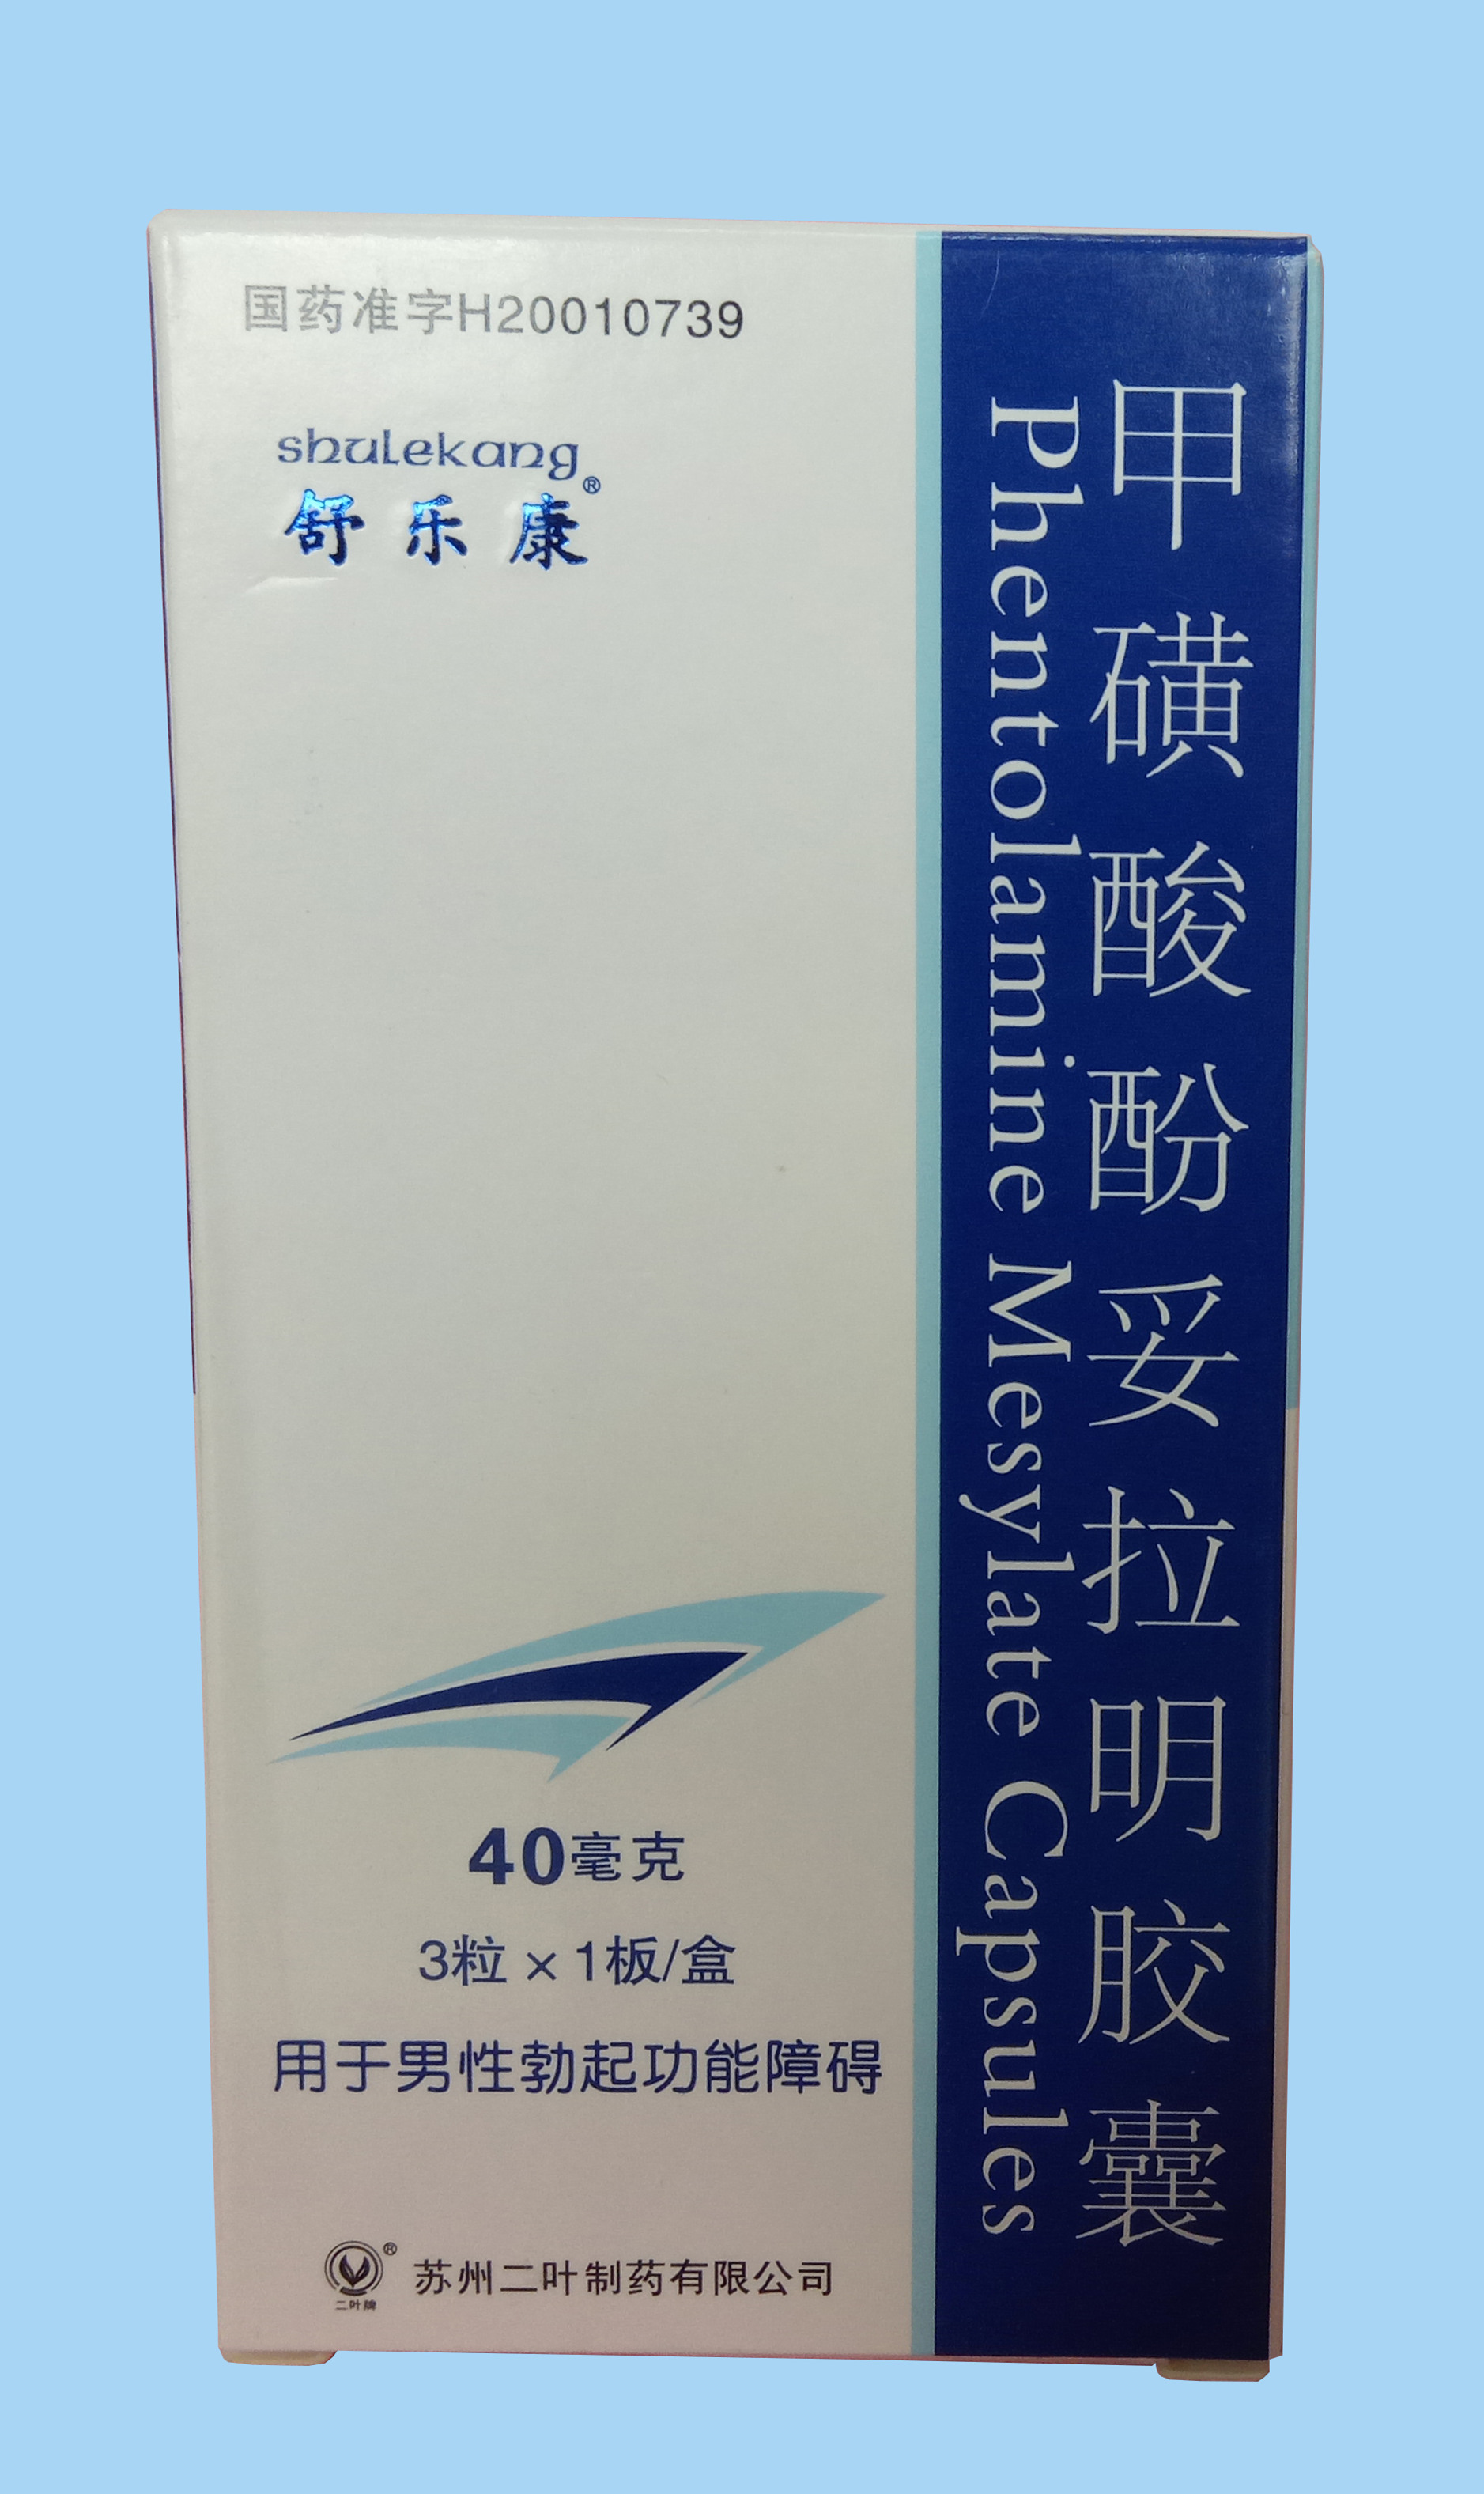 国药准字H20010739
shulekang®
舒乐康
甲磺酸酚妥拉明胶囊
Phentolamine Mesylate Capsules
40毫克
3粒×1板/盒
用于男性勃起功能障碍
®
二叶牌
苏州二叶制药有限公司